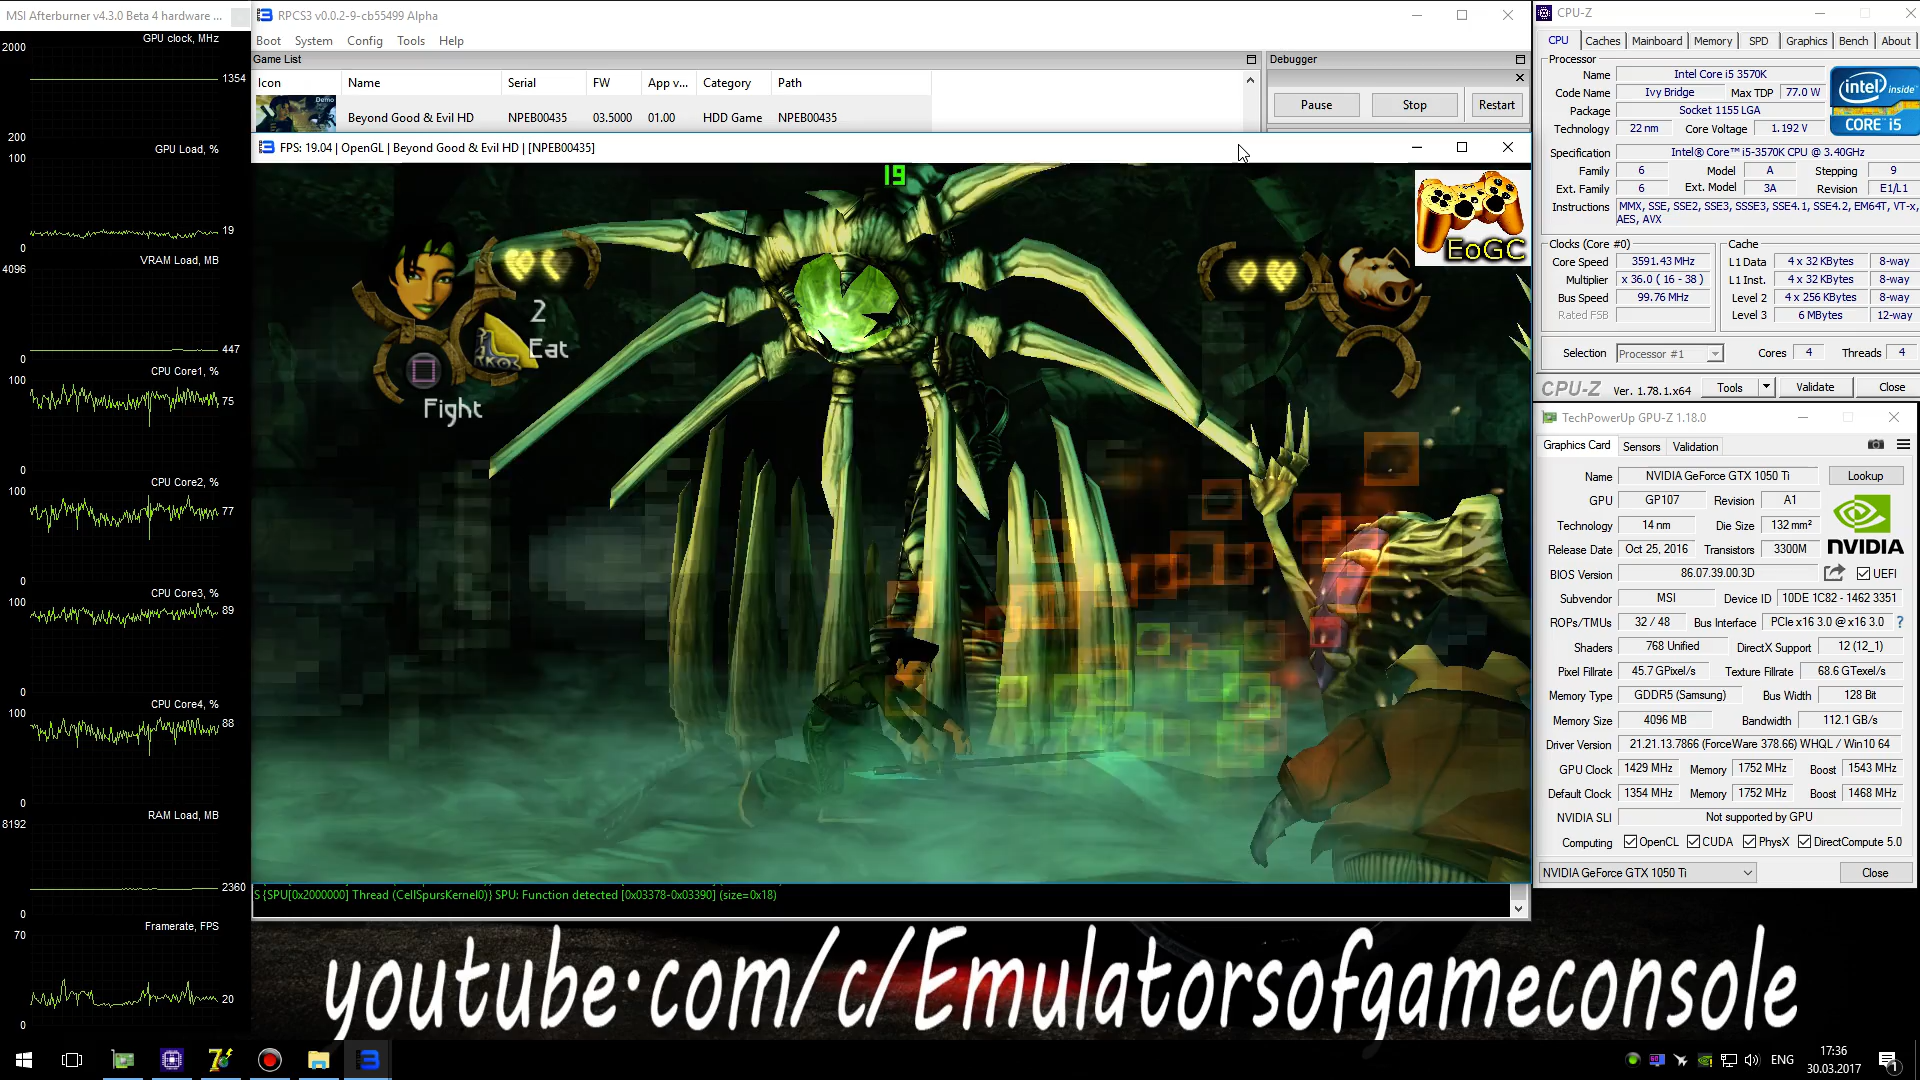 MSI Afterburner v4.3.0 Beta 4 hardware ...
GPU clock, MHz
2000
1354
200
GPU Load, %
100
19
0
VRAM Load, MB
4096
447
0
CPU Core1, %
100
75
0
CPU Core2, %
100
77
0
CPU Core3, %
100
89
0
CPU Core4, %
100
88
0
RAM Load, MB
8192
2360
0
Framerate, FPS
70
20
0
RPCS3 v0.0.2-9-cb55499 Alpha
Boot System Config Tools Help
Game List
Icon Name Serial FW App v... Category Path
Demo
Beyond Good & Evil HD NPEB00435 03.5000 01.00 HDD Game NPEB00435
Debugger
Pause Stop Restart
FPS: 19.04 | OpenGL | Beyond Good & Evil HD | [NPEB00435]
19
EoGC
2
Eat
Fight
S {SPU[0x2000000] Thread (CellSpursKernel0)} SPU: Function detected [0x03378-0x03390] (size=0x18)
youtube.com/c/Emulatorsofgameconsole
CPU-Z
CPU Caches Mainboard Memory SPD Graphics Bench About
Processor
Name Intel Core i5 3570K
Code Name Ivy Bridge Max TDP 77.0 W
Package Socket 1155 LGA
Technology 22 nm Core Voltage 1.192 V
intel inside
CORE i5
Specification Intel® Core™ i5-3570K CPU @ 3.40GHz
Family 6 Model A Stepping 9
Ext. Family 6 Ext. Model 3A Revision E1/L1
Instructions MMX, SSE, SSE2, SSE3, SSSE3, SSE4.1, SSE4.2, EM64T, VT-x,
AES, AVX
Clocks (Core #0)
Core Speed 3591.43 MHz
Multiplier x 36.0 ( 16 - 38 )
Bus Speed 99.76 MHz
Rated FSB
Cache
L1 Data 4 x 32 KBytes 8-way
L1 Inst. 4 x 32 KBytes 8-way
Level 2 4 x 256 KBytes 8-way
Level 3 6 MBytes 12-way
Selection Processor #1 Cores 4 Threads 4
CPU-Z Ver. 1.78.1.x64 Tools Validate Close
TechPowerUp GPU-Z 1.18.0
Graphics Card Sensors Validation
Name NVIDIA GeForce GTX 1050 Ti Lookup
GPU GP107 Revision A1
Technology 14 nm Die Size 132 mm²
Release Date Oct 25, 2016 Transistors 3300M
NVIDIA
BIOS Version 86.07.39.00.3D UEFI
Subvendor MSI Device ID 10DE 1C82 - 1462 3351
ROPs/TMUs 32 / 48 Bus Interface PCIe x16 3.0 @ x16 3.0 ?
Shaders 768 Unified DirectX Support 12 (12_1)
Pixel Fillrate 45.7 GPixel/s Texture Fillrate 68.6 GTexel/s
Memory Type GDDR5 (Samsung) Bus Width 128 Bit
Memory Size 4096 MB Bandwidth 112.1 GB/s
Driver Version 21.21.13.7866 (ForceWare 378.66) WHQL / Win10 64
GPU Clock 1429 MHz Memory 1752 MHz Boost 1543 MHz
Default Clock 1354 MHz Memory 1752 MHz Boost 1468 MHz
NVIDIA SLI Not supported by GPU
Computing OpenCL CUDA PhysX DirectCompute 5.0
NVIDIA GeForce GTX 1050 Ti Close
ENG
17:36
30.03.2017
1